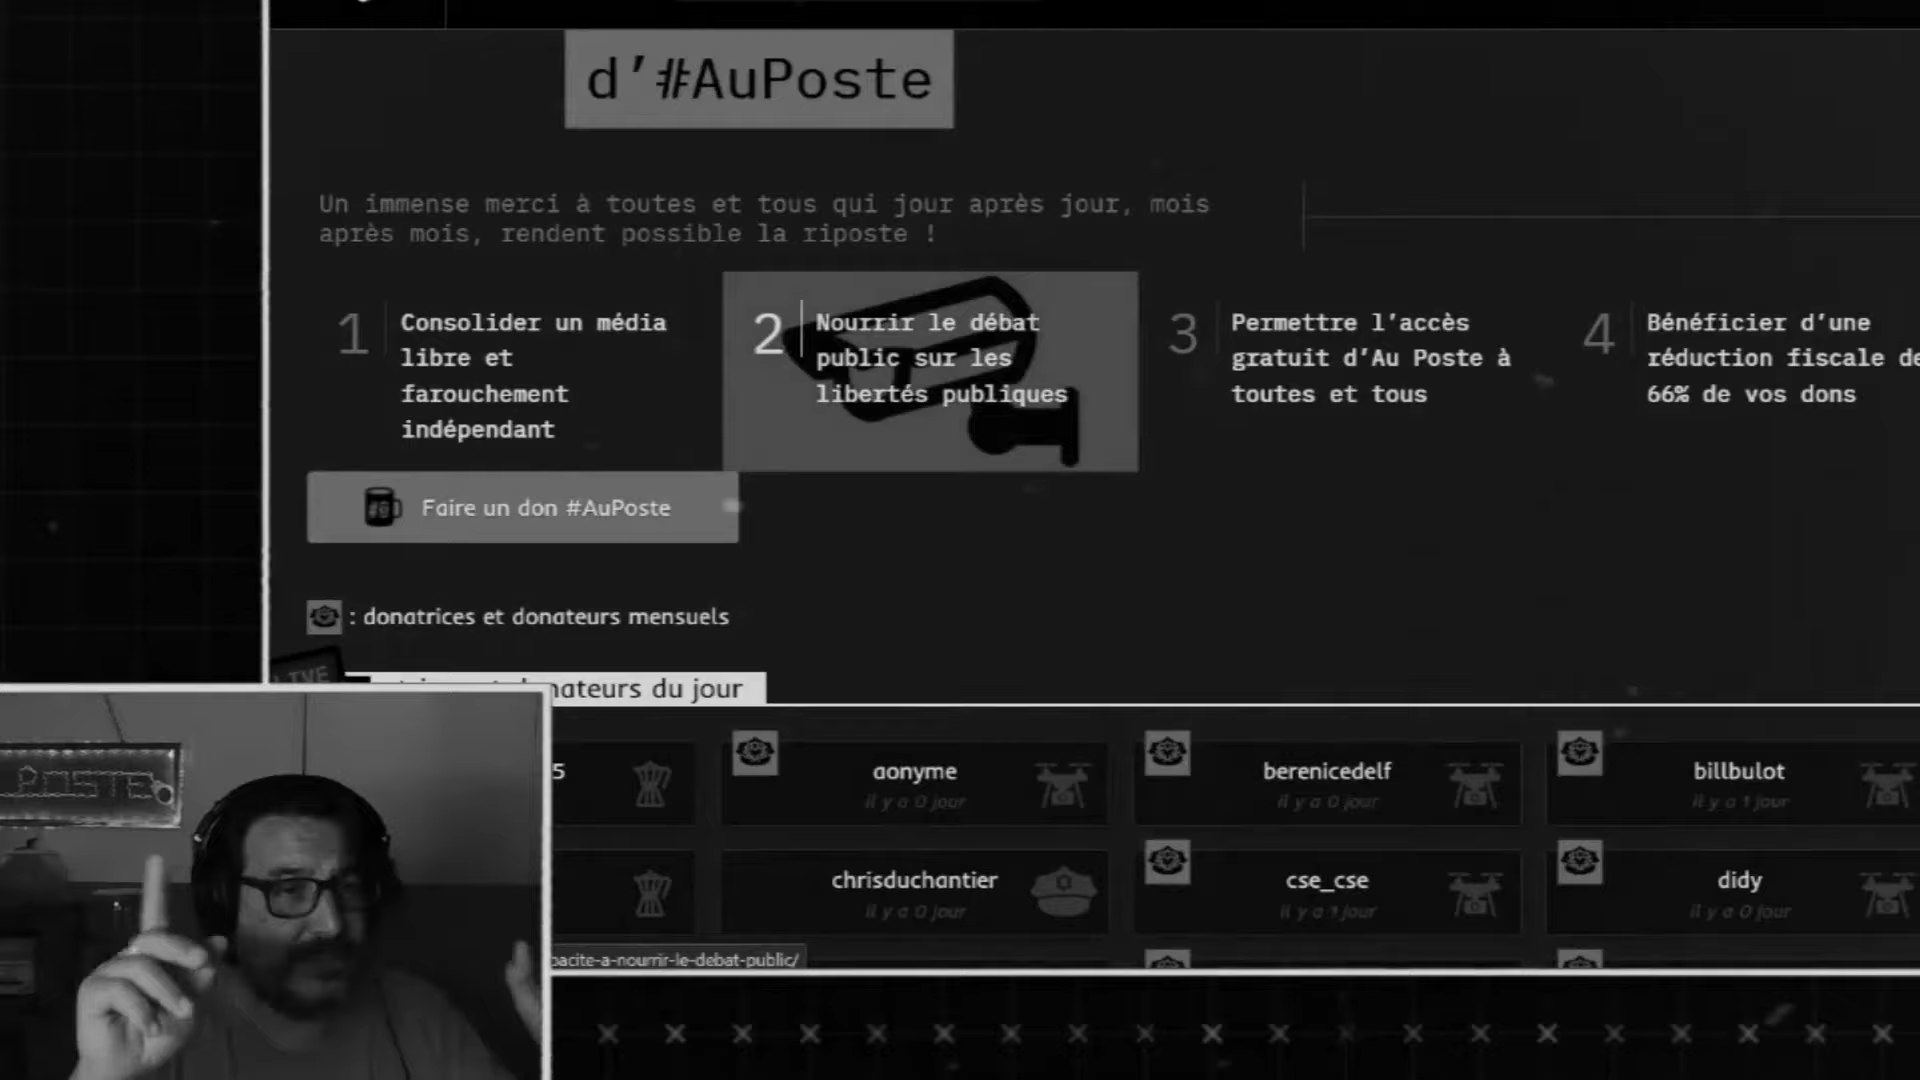 d’#AuPoste
Un immense merci à toutes et tous qui jour après jour, mois
après mois, rendent possible la riposte !
1
Consolider un média
libre et
farouchement
indépendant
2
Nourrir le débat
public sur les
libertés publiques
3
Permettre l’accès
gratuit d’Au Poste à
toutes et tous
4
Bénéficier d’une
réduction fiscale de
66% de vos dons
Faire un don #AuPoste
: donatrices et donateurs mensuels
LIVE
du jour
5
aonyme
il y a 0 jour
berenicedelf
il y a 0 jour
billbulot
il y a 1 jour
chrisduchantier
il y a 0 jour
cse_cse
il y a 1 jour
didy
il y a 0 jour
-a-nourrir-le-debat-public/
POSTE